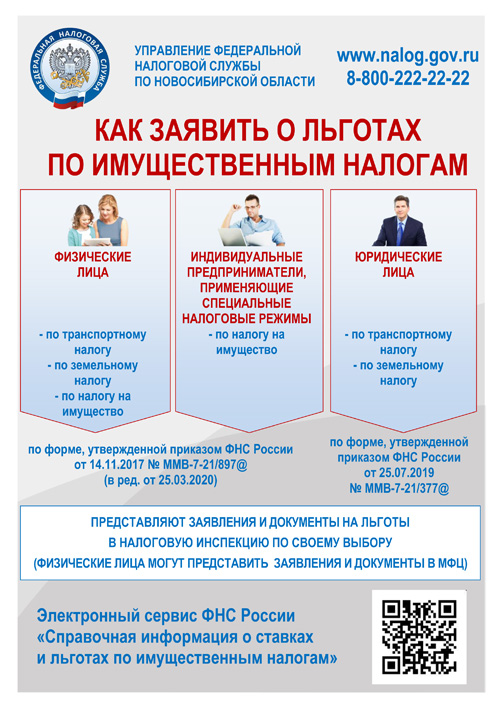 ФЕДЕРАЛЬНАЯ НАЛОГОВАЯ СЛУЖБА
УПРАВЛЕНИЕ ФЕДЕРАЛЬНОЙ
НАЛОГОВОЙ СЛУЖБЫ
ПО НОВОСИБИРСКОЙ ОБЛАСТИ
www.nalog.gov.ru
8-800-222-22-22
КАК ЗАЯВИТЬ О ЛЬГОТАХ
ПО ИМУЩЕСТВЕННЫМ НАЛОГАМ
ФИЗИЧЕСКИЕ
ЛИЦА
- по транспортному
налогу
- по земельному
налогу
- по налогу на
имущество
ИНДИВИДУАЛЬНЫЕ
ПРЕДПРИНИМАТЕЛИ,
ПРИМЕНЯЮЩИЕ
СПЕЦИАЛЬНЫЕ
НАЛОГОВЫЕ РЕЖИМЫ
- по налогу на
имущество
ЮРИДИЧЕСКИЕ
ЛИЦА
- по транспортному
налогу
- по земельному
налогу
по форме, утвержденной приказом ФНС России
от 14.11.2017 № ММВ-7-21/897@
(в ред. от 25.03.2020)
по форме, утвержденной
приказом ФНС России
от 25.07.2019
№ ММВ-7-21/377@
ПРЕДСТАВЛЯЮТ ЗАЯВЛЕНИЯ И ДОКУМЕНТЫ НА ЛЬГОТЫ
В НАЛОГОВУЮ ИНСПЕКЦИЮ ПО СВОЕМУ ВЫБОРУ
(ФИЗИЧЕСКИЕ ЛИЦА МОГУТ ПРЕДСТАВИТЬ ЗАЯВЛЕНИЯ И ДОКУМЕНТЫ В МФЦ)
Электронный сервис ФНС России
«Справочная информация о ставках
и льготах по имущественным налогам»